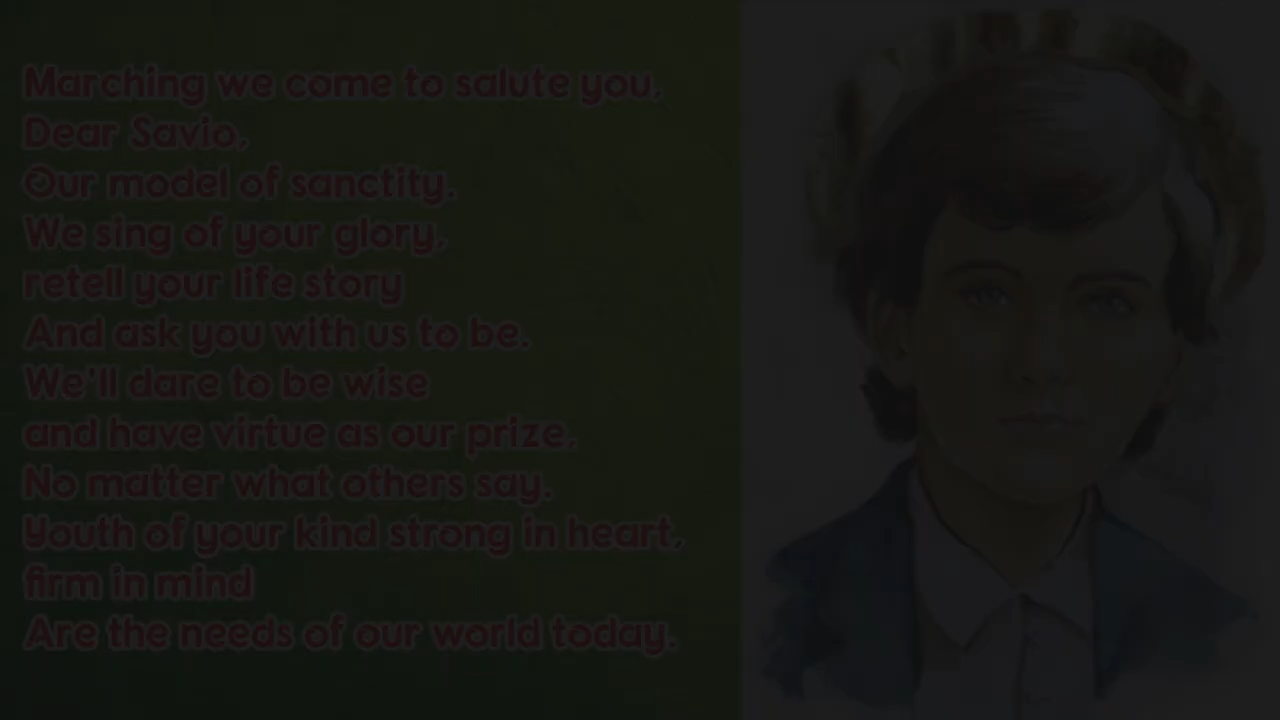 Marching we come to salute you,
Dear Savio,
Our model of sanctity.
We sing of your glory,
retell your life story
And ask you with us to be.
We'll dare to be wise
and have virtue as our prize,
No matter what others say.
Youth of your kind strong in heart,
firm in mind
Are the needs of our world today.